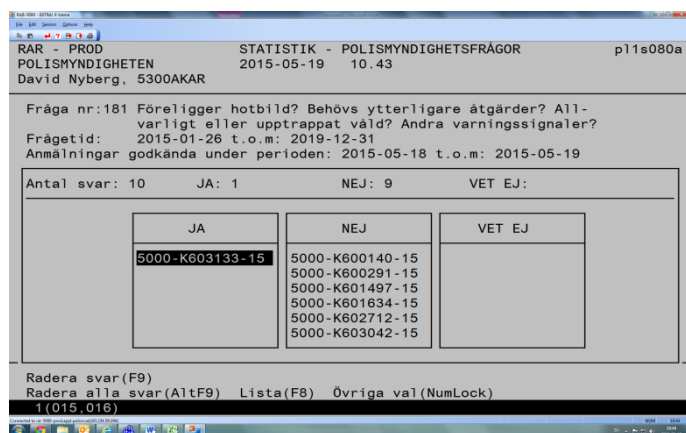 RAR - PROD STATISTIK - POLISMYNDIGHETSFRÅGOR pl1s080a
POLISMYNDIGHETEN 2015-05-19 10.43
David Nyberg, 5300AKAR
Fråga nr:181 Föreligger hotbild? Behövs ytterligare åtgärder? All-
varligt eller upptrappat våld? Andra varningssignaler?
Frågetid: 2015-01-26 t.o.m: 2019-12-31
Anmälningar godkända under perioden: 2015-05-18 t.o.m: 2015-05-19
Antal svar: 10 JA: 1 NEJ: 9 VET EJ:
JA NEJ VET EJ
5000-K603133-15 5000-K600140-15
5000-K600291-15
5000-K601497-15
5000-K601634-15
5000-K602712-15
5000-K603042-15
Radera svar(F9)
Radera alla svar(AltF9) Lista(F8) Övriga val(NumLock)
1(015,016)